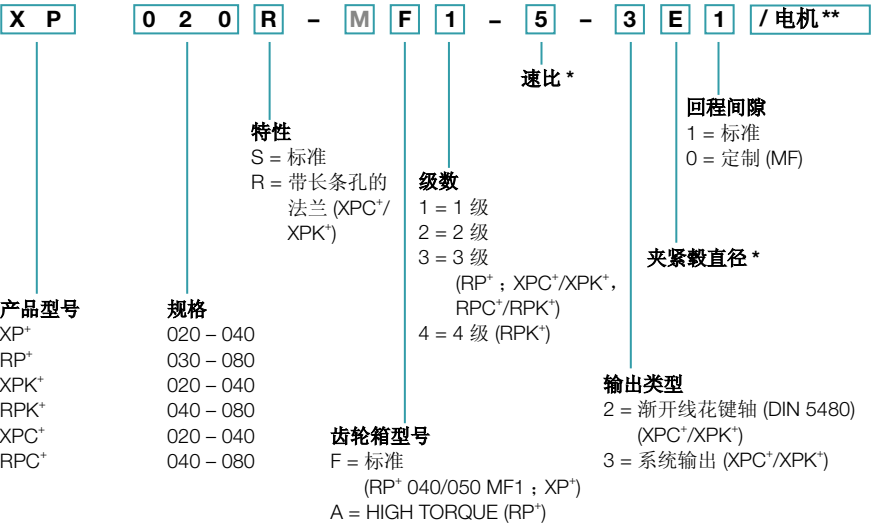 XP 020R – MF1 – 5 – 3E1 / 电机**
速比 *
回程间隙
1 = 标准
0 = 定制 (MF)
特性
S = 标准
R = 带长条孔的
法兰 (XPC⁺/
XPK⁺)
级数
1 = 1 级
2 = 2 级
3 = 3 级
(RP⁺ ; XPC⁺/XPK⁺,
RPC⁺/RPK⁺)
4 = 4 级 (RPK⁺)
夹紧毂直径 *
产品型号
XP⁺
RP⁺
XPK⁺
RPK⁺
XPC⁺
RPC⁺
规格
020 – 040
030 – 080
020 – 040
040 – 080
020 – 040
040 – 080
输出类型
2 = 渐开线花键轴 (DIN 5480)
(XPC⁺/XPK⁺)
3 = 系统输出 (XPC⁺/XPK⁺)
齿轮箱型号
F = 标准
(RP⁺ 040/050 MF1 ; XP⁺)
A = HIGH TORQUE (RP⁺)